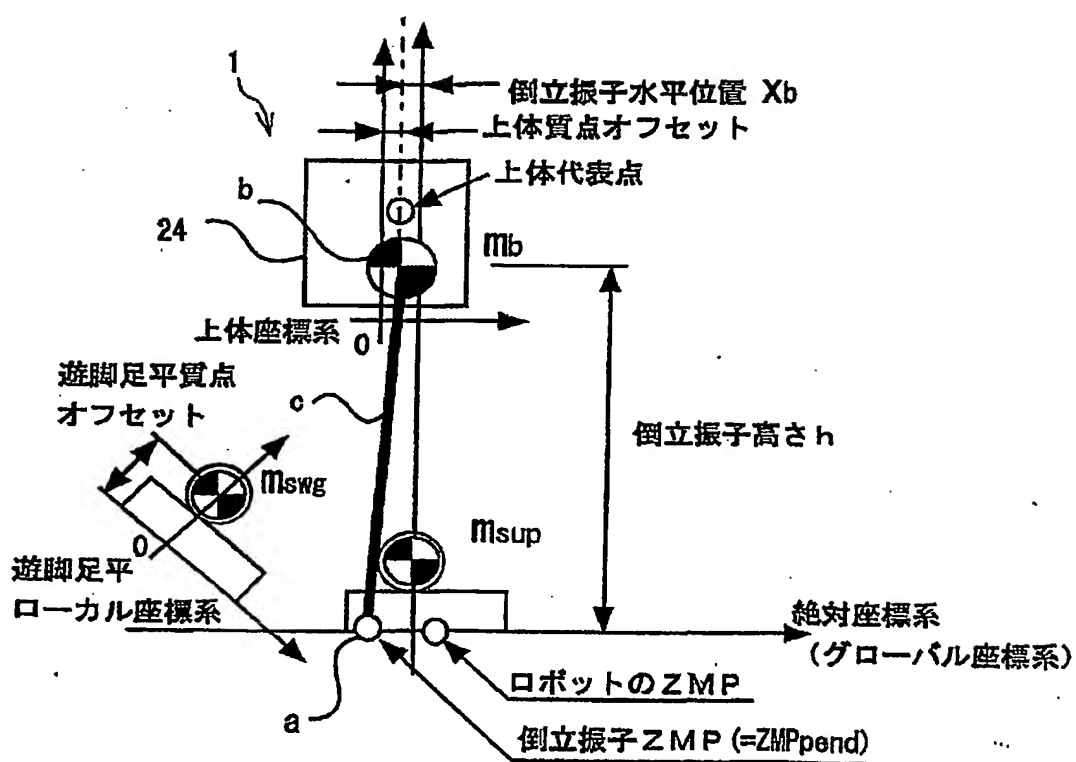 1
倒立振子水平位置 Xb
上体質点オフセット
上体代表点
b
24
mb
上体座標系
0
遊脚足平質点
オフセット
c
倒立振子高さh
mswg
msup
0
遊脚足平
ローカル座標系
絶対座標系
(グローバル座標系)
ロボットのZMP
a
倒立振子ZMP (=ZMPpend)